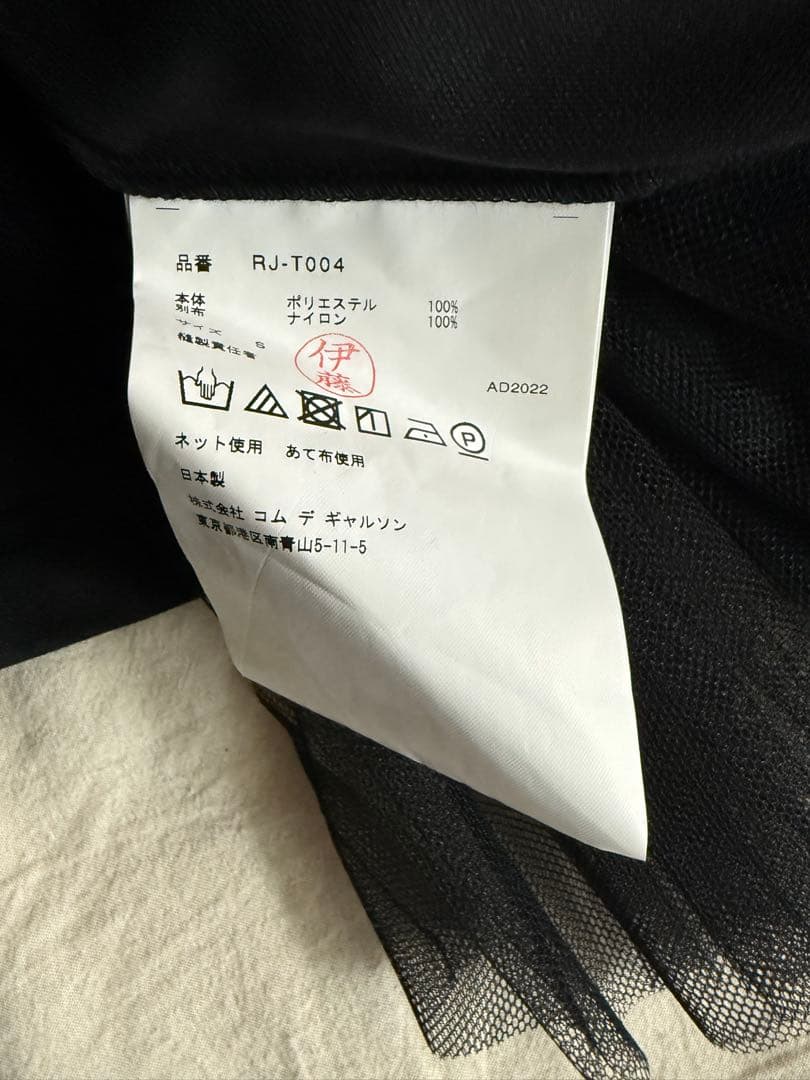 品番 RJ-T004
本体 ポリエステル 100%
別布 ナイロン 100%
サイズ S
縫製責任者 伊藤
AD2022
ネット使用 あて布使用
日本製
株式会社 コム デ ギャルソン
東京都港区南青山5-11-5